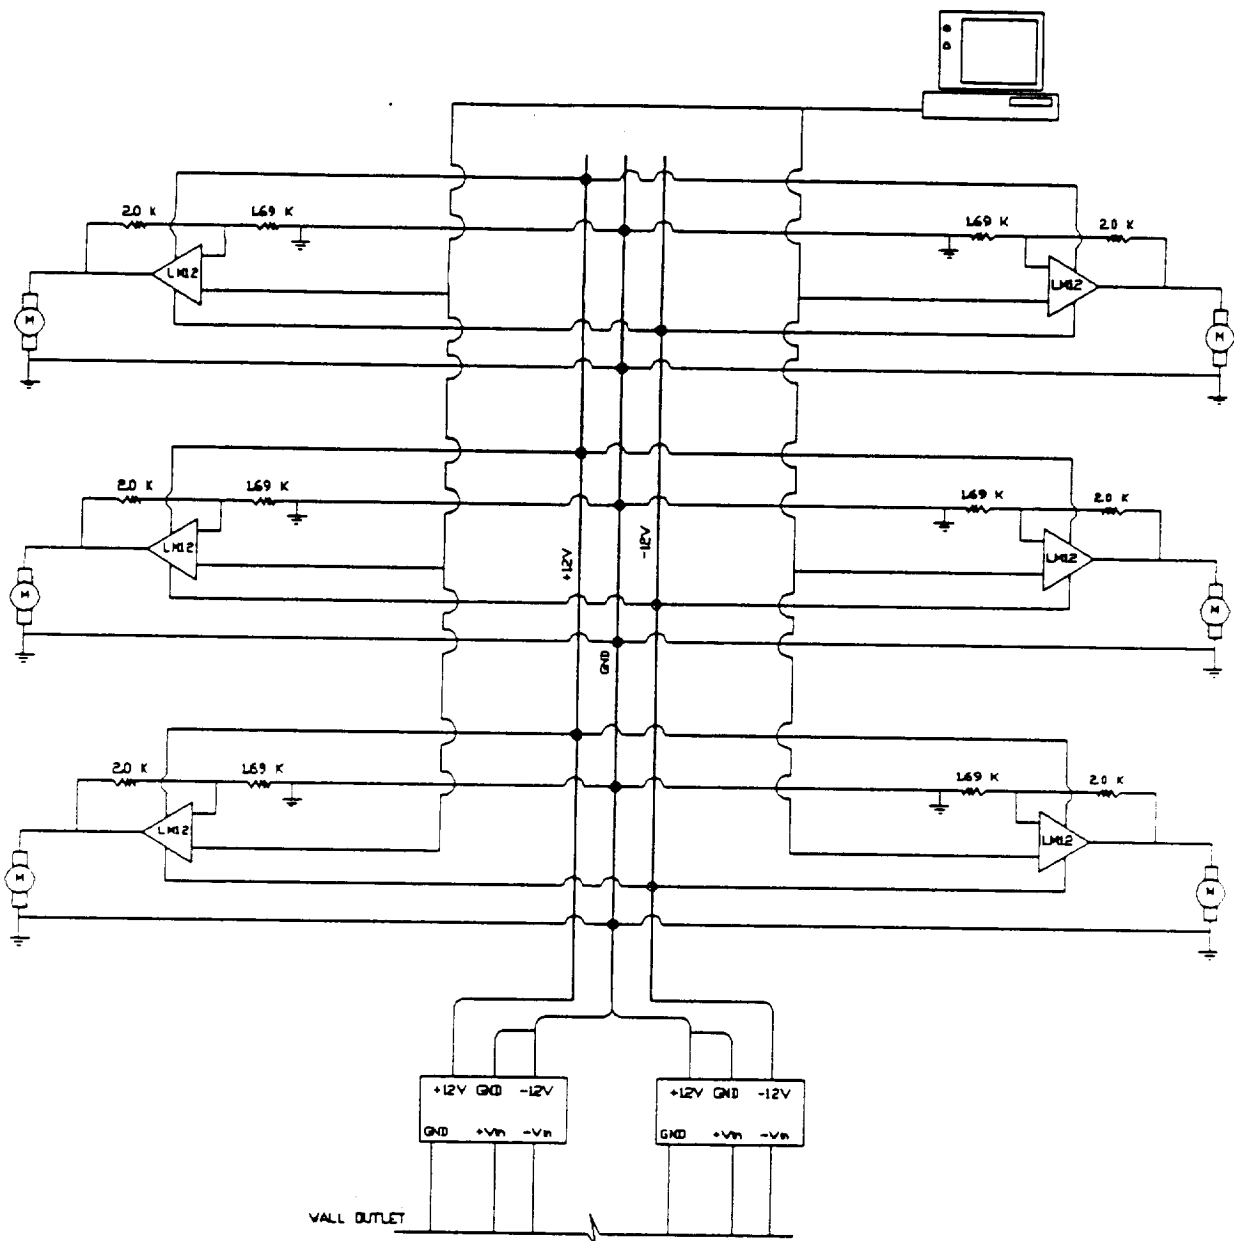 2.0 K
1.69 K
1.69 K
2.0 K
LM12
LM12
M
M
2.0 K
1.69 K
1.69 K
2.0 K
+12V
-12V
LM12
LM12
M
M
GND
2.0 K
1.69 K
1.69 K
2.0 K
LM12
LM12
M
M
+12V GND -12V
+12V GND -12V
GND +Vin -Vin
GND +Vin -Vin
WALL OUTLET